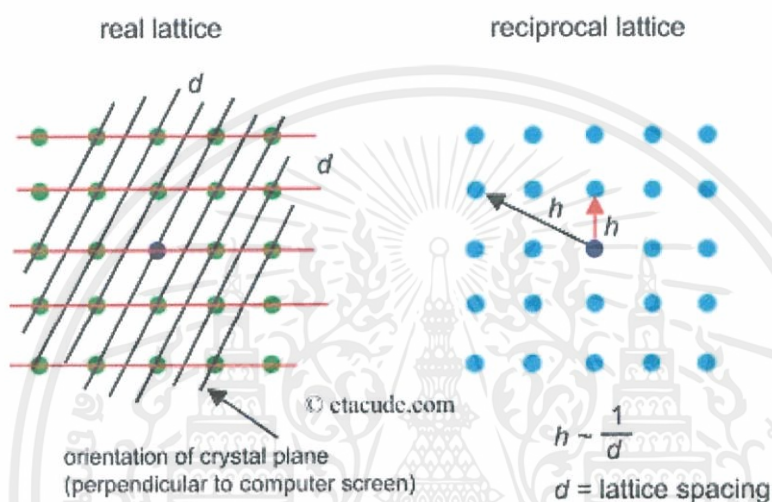 real lattice
reciprocal lattice
d
d
h
h
© etacude.com
h ~ 1/d
d = lattice spacing
orientation of crystal plane
(perpendicular to computer screen)